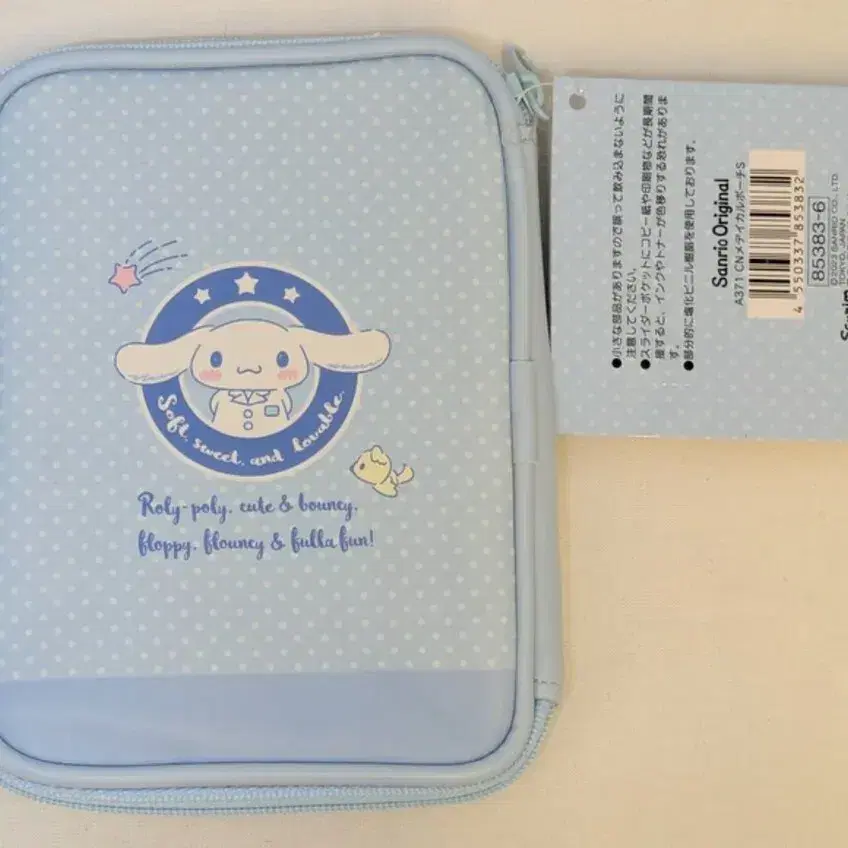 Soft, sweet, and lovable.
Roly-poly, cute & bouncy,
floppy, flouncy & fulla fun!
●小さな部品がありますので誤って飲み込まないように
注意してください。
●スライダーポケットにコピー紙や印刷物などが長期間
接すると、インクやトナーが色移りする恐れがありま
す。
●部分的に塩化ビニル樹脂を使用しております。
Sanrio Original
A371 CNメディカルポーチS
4 550337 853832
85383-6
©2023 SANRIO CO., LTD.
TOKYO, JAPAN